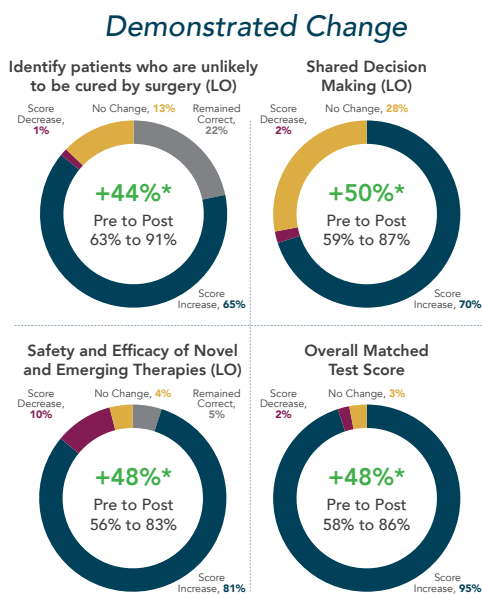 Demonstrated Change
Identify patients who are unlikely
to be cured by surgery (LO)
Score
Decrease,
1%
No Change, 13%
Remained
Correct,
22%
+44%*
Pre to Post
63% to 91%
Score
Increase, 65%
Shared Decision
Making (LO)
Score
Decrease,
2%
No Change, 28%
+50%*
Pre to Post
59% to 87%
Score
Increase, 70%
Safety and Efficacy of Novel
and Emerging Therapies (LO)
Score
Decrease,
10%
No Change, 4%
Remained
Correct,
5%
+48%*
Pre to Post
56% to 83%
Score
Increase, 81%
Overall Matched
Test Score
Score
Decrease,
2%
No Change, 3%
+48%*
Pre to Post
58% to 86%
Score
Increase, 95%